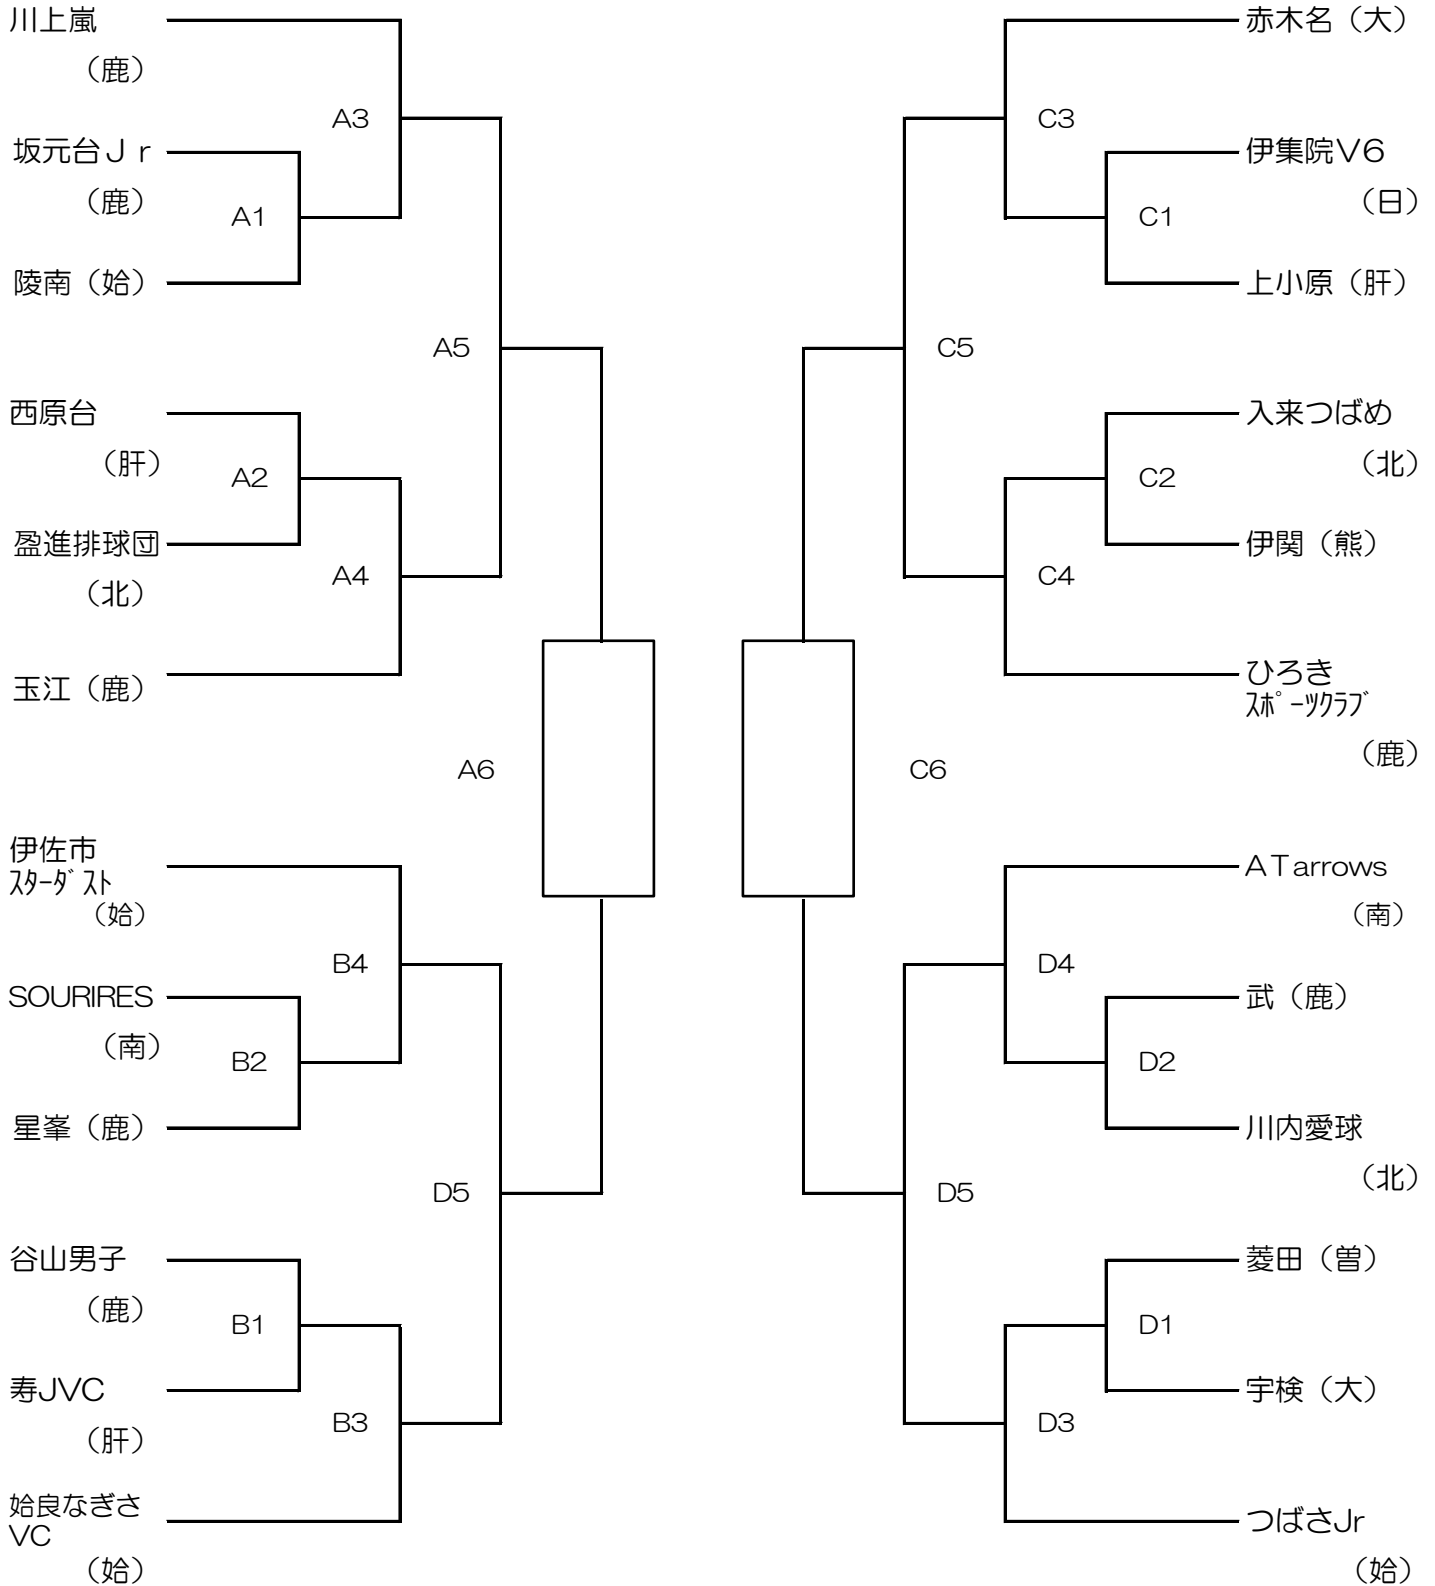 川上嵐
（鹿）
A3
坂元台Ｊｒ
（鹿）
A1
陵南（姶）
A5
西原台
（肝）
A2
盈進排球団
（北）
A4
玉江（鹿）
A6
伊佐市
ｽﾀｰﾀﾞｽﾄ
（姶）
B4
SOURIRES
（南）
B2
星峯（鹿）
D5
谷山男子
（鹿）
B1
寿JVC
（肝）
B3
姶良なぎさ
VC
（姶）
赤木名（大）
C3
伊集院V6
（日）
C1
上小原（肝）
C5
入来つばめ
（北）
C2
伊関（熊）
C4
ひろき
ｽﾎﾟｰﾂｸﾗﾌﾞ
（鹿）
C6
ATarrows
（南）
D4
武（鹿）
D2
川内愛球
（北）
D5
菱田（曽）
D1
宇検（大）
D3
つばさJr
（姶）